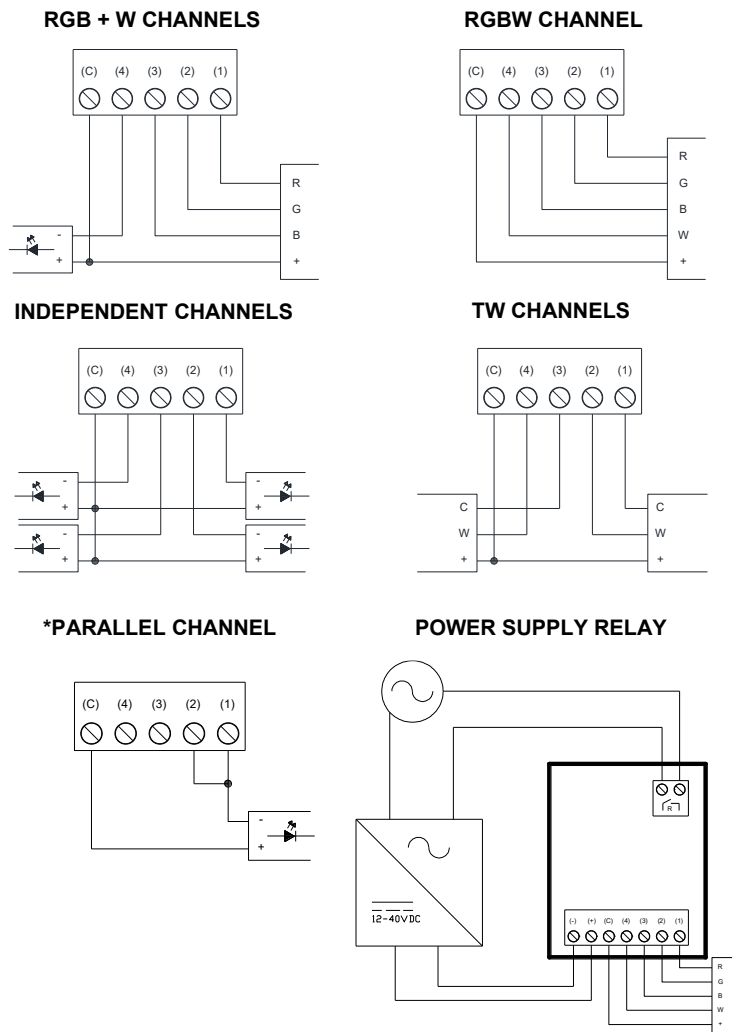 RGB + W CHANNELS
(C) (4) (3) (2) (1)
R
G
B
+
-
+
RGBW CHANNEL
(C) (4) (3) (2) (1)
R
G
B
W
+
INDEPENDENT CHANNELS
(C) (4) (3) (2) (1)
-
+
-
+
-
+
-
+
TW CHANNELS
(C) (4) (3) (2) (1)
C
W
+
C
W
+
*PARALLEL CHANNEL
(C) (4) (3) (2) (1)
-
+
POWER SUPPLY RELAY
R
12-40VDC
(-) (+) (C) (4) (3) (2) (1)
R
G
B
W
+